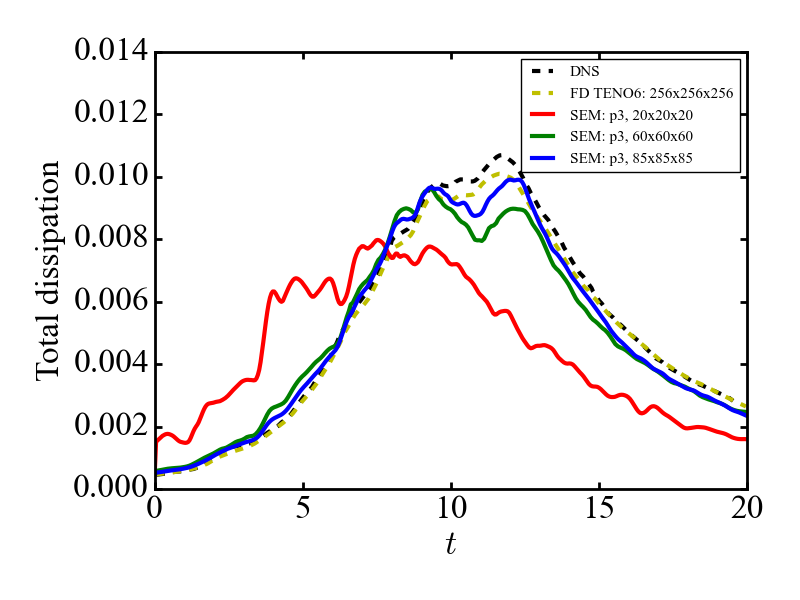 0.014
0.012
0.010
0.008
0.006
0.004
0.002
0.000
Total dissipation
0
5
10
15
20
t
DNS
FD TENO6: 256x256x256
SEM: p3, 20x20x20
SEM: p3, 60x60x60
SEM: p3, 85x85x85